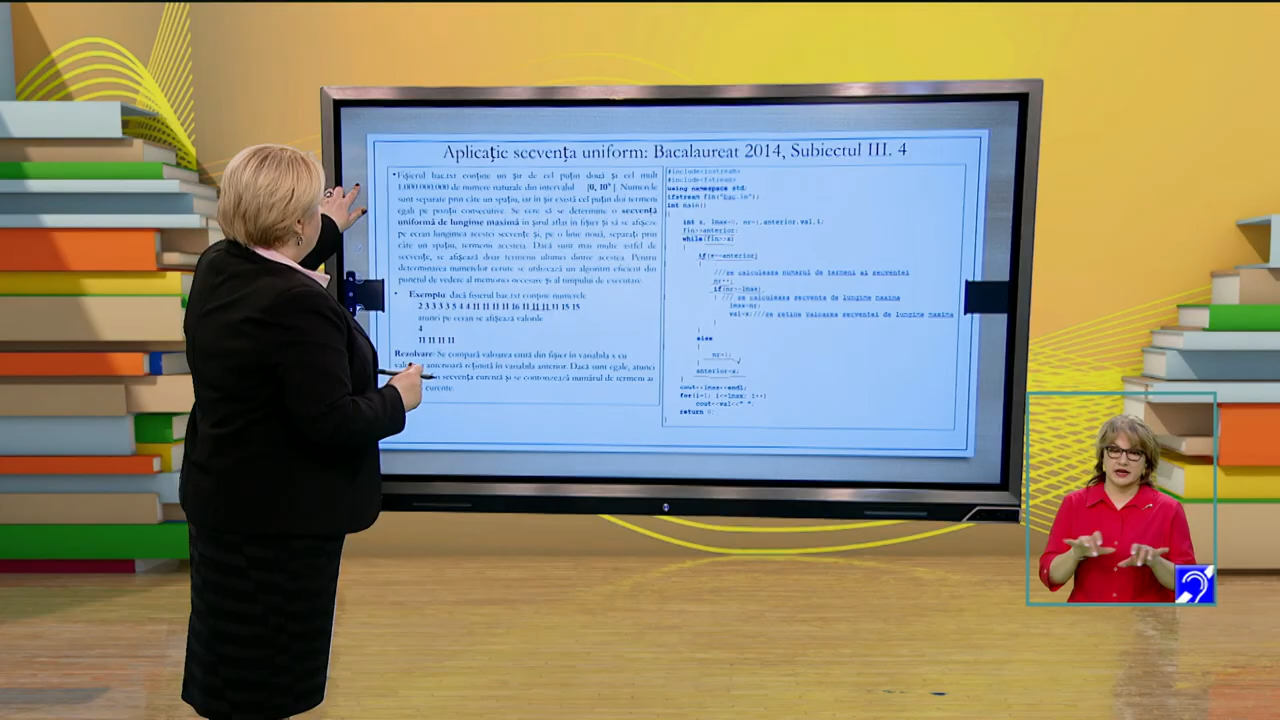 Aplicație secvența uniform: Bacalaureat 2014, Subiectul III. 4
•Fișierul bac.txt conține un șir de cel puțin două și cel mult
1.000.000.000 de numere naturale din intervalul [0, 10⁹]. Numerele
sunt separate prin câte un spațiu, iar în șir există cel puțin doi termeni
egali pe poziții consecutive. Se cere să se determine o secvență
uniformă de lungime maximă în șirul aflat în fișier și să se afișeze
pe ecran lungimea acestei secvențe și, pe o linie nouă, separați prin
câte un spațiu, termenii acesteia. Dacă sunt mai multe astfel de
secvențe, se afișează doar termenii ultimei dintre acestea. Pentru
determinarea numerelor cerute se utilizează un algoritm eficient din
punctul de vedere al memoriei necesare și al timpului de executare.
• Exemplu: dacă fișierul bac.txt conține numerele
2 3 3 3 3 5 4 4 11 11 11 11 16 11 11 11 11 15 15
atunci pe ecran se afișează valorile
4
11 11 11 11
Rezolvare: Se compară valoarea citită din fișier în variabila x cu
anterioară reținută în variabila anterior. Dacă sunt egale, atunci
secvența curentă și se contorizează numărul de termeni ai
curente.
#include<iostream>
#include<fstream>
using namespace std;
ifstream fin("bac.in");
int main()
{
int x, lmax=0, nr=1,anterior,val,i;
fin>>anterior;
while(fin>>x)
{
if(x==anterior)
{
///se calculeaza numarul de termeni ai secventei
nr++;
if(nr>=lmax)
{ /// se calculeaza secventa de lungime maxima
lmax=nr;
val=x;///se retine valoarea secventei de lungime maxima
}
}
else
{
nr=1;
}
anterior=x;
}
cout<<lmax<<endl;
for(i=1; i<=lmax; i++)
cout<<val<<" ";
return 0;
}